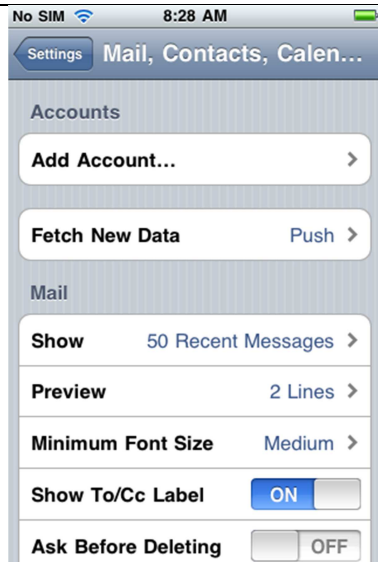 No SIM 8:28 AM
Settings Mail, Contacts, Calen...
Accounts
Add Account...
Fetch New Data Push
Mail
Show 50 Recent Messages
Preview 2 Lines
Minimum Font Size Medium
Show To/Cc Label ON
Ask Before Deleting OFF